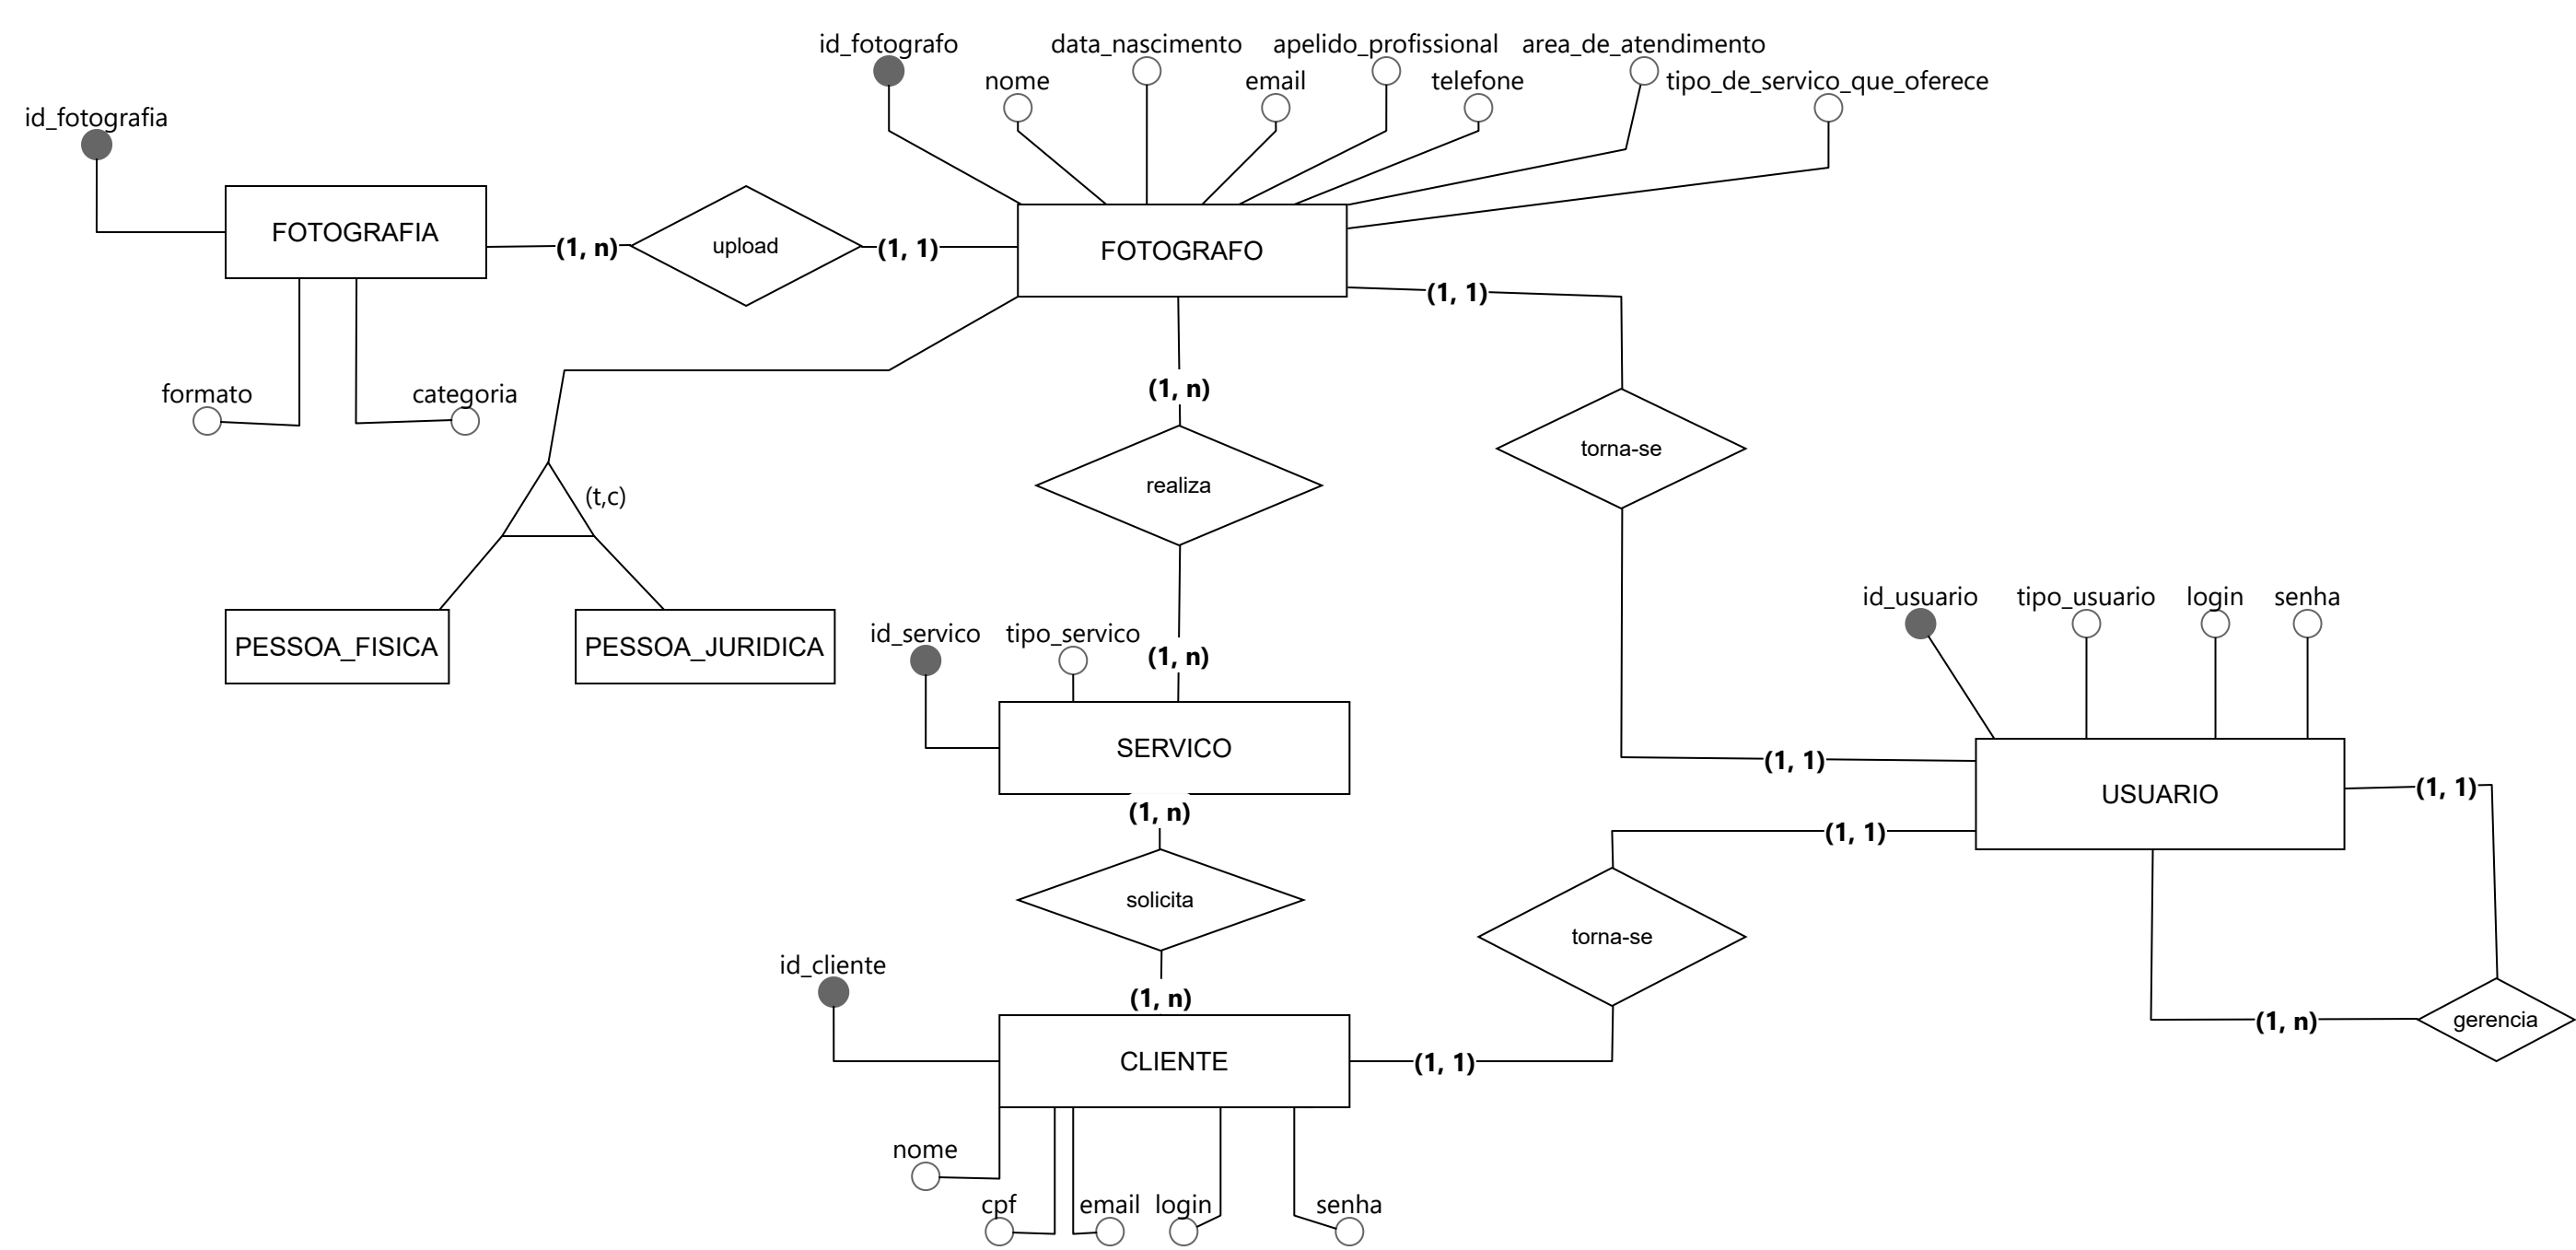 id_fotografo
data_nascimento
apelido_profissional
area_de_atendimento
nome
email
telefone
tipo_de_servico_que_oferece
id_fotografia
FOTOGRAFIA
(1, n)
upload
(1, 1)
FOTOGRAFO
(1, 1)
formato
categoria
(1, n)
torna-se
realiza
(t,c)
PESSOA_FISICA
PESSOA_JURIDICA
id_servico
tipo_servico
(1, n)
id_usuario
tipo_usuario
login
senha
SERVICO
(1, 1)
USUARIO
(1, 1)
(1, n)
(1, 1)
solicita
torna-se
id_cliente
(1, n)
gerencia
(1, n)
CLIENTE
(1, 1)
nome
cpf
email
login
senha